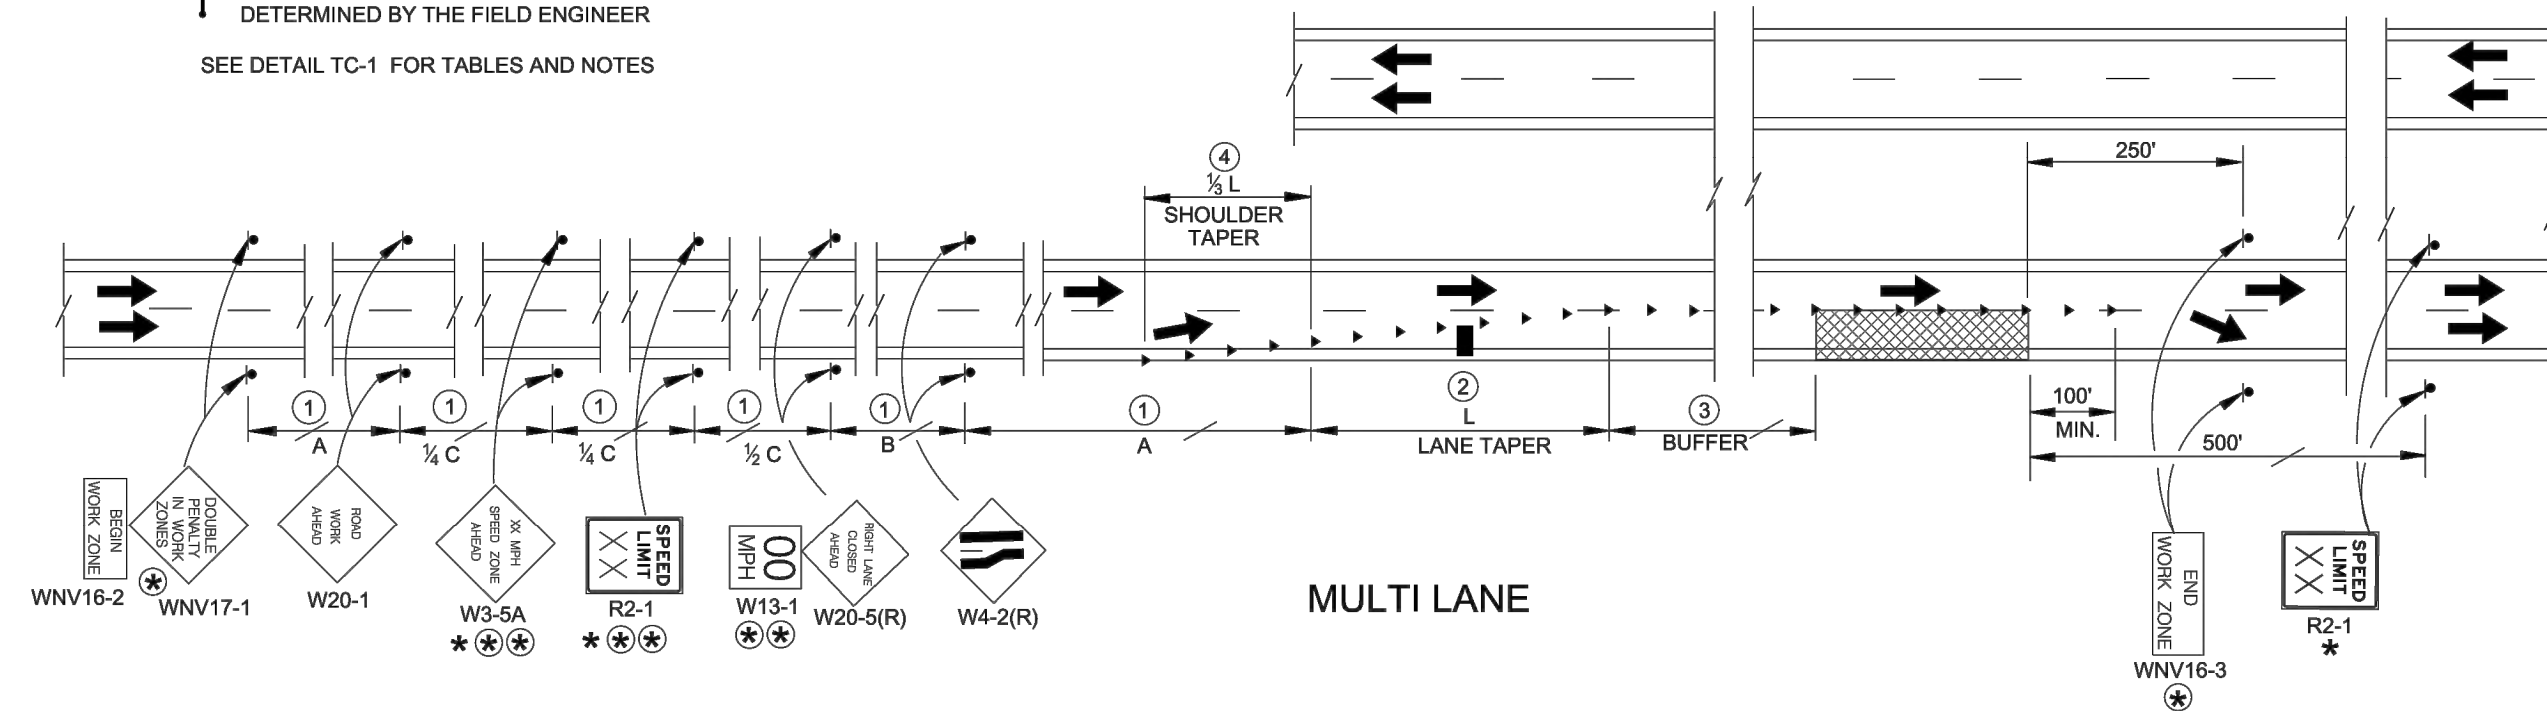 DETERMINED BY THE FIELD ENGINEER
SEE DETAIL TC-1 FOR TABLES AND NOTES
4
⅓ L
SHOULDER
TAPER
250'
1
A
1
¼ C
1
¼ C
1
½ C
1
B
1
A
2
L
LANE TAPER
3
BUFFER
100'
MIN.
500'
BEGIN
WORK ZONE
WNV16-2
DOUBLE
PENALTY
IN WORK
ZONES
*
WNV17-1
ROAD
WORK
AHEAD
W20-1
XX MPH
SPEED ZONE
AHEAD
W3-5A
* * *
SPEED
LIMIT
XX
R2-1
* * *
00
MPH
W13-1
* *
RIGHT LANE
CLOSED
AHEAD
W20-5(R)
W4-2(R)
MULTI LANE
END
WORK ZONE
WNV16-3
*
SPEED
LIMIT
XX
R2-1
*